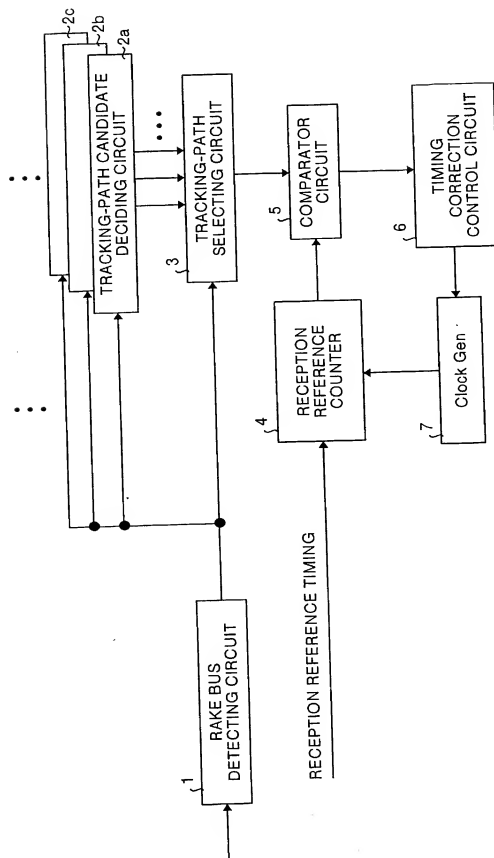 2c
2b
2a
TRACKING-PATH CANDIDATE
DECIDING CIRCUIT
3
TRACKING-PATH
SELECTING CIRCUIT
5
COMPARATOR
CIRCUIT
6
TIMING
CORRECTION
CONTROL CIRCUIT
4
RECEPTION
REFERENCE
COUNTER
7
Clock Gen
1
RAKE BUS
DETECTING CIRCUIT
RECEPTION REFERENCE TIMING